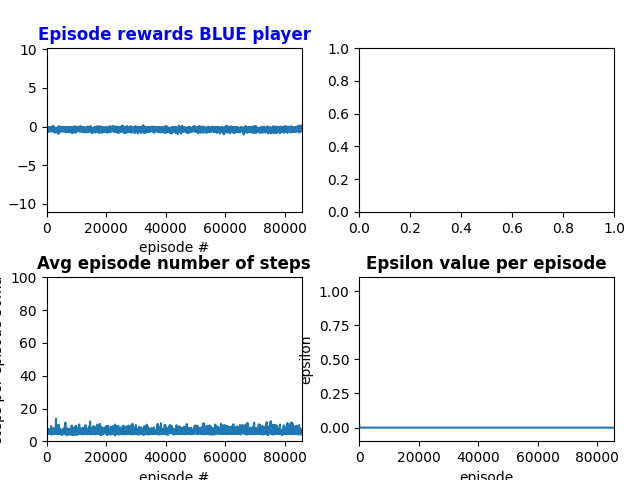 Episode rewards BLUE player
10
5
0
−5
−10
0 20000 40000 60000 80000
episode #
1.0
0.8
0.6
0.4
0.2
0.0
0.0 0.2 0.4 0.6 0.8 1.0
Avg episode number of steps
100
80
60
40
20
0
0 20000 40000 60000 80000
episode #
Epsilon value per episode
epsilon
1.00
0.75
0.50
0.25
0.00
0 20000 40000 60000 80000
episode